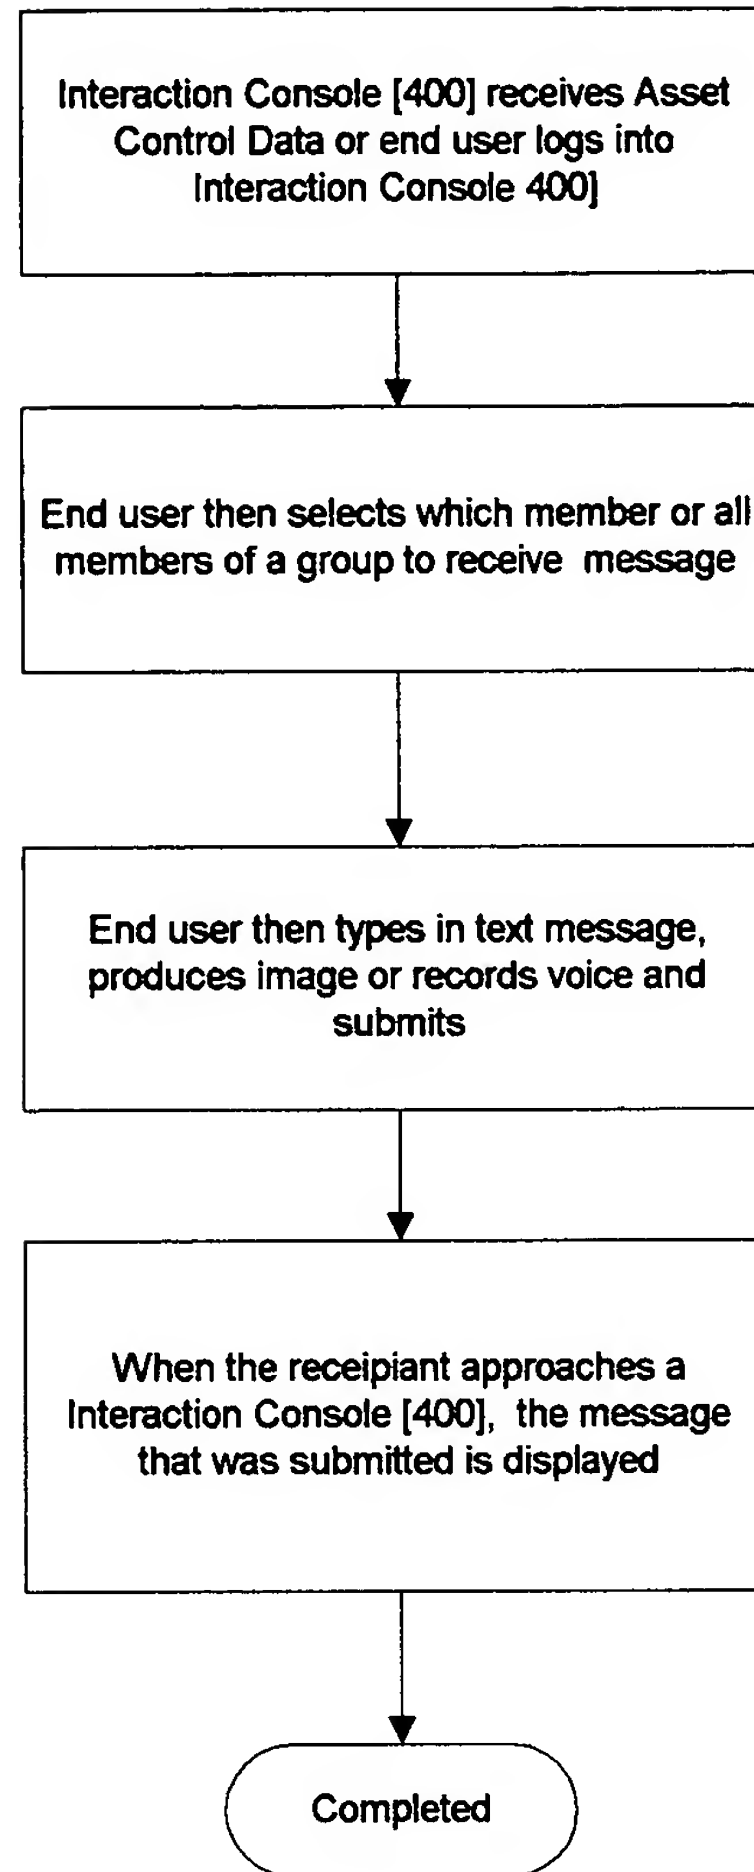 Interaction Console [400] receives Asset
Control Data or end user logs into
Interaction Console 400]
End user then selects which member or all
members of a group to receive message
End user then types in text message,
produces image or records voice and
submits
When the receipiant approaches a
Interaction Console [400], the message
that was submitted is displayed
Completed